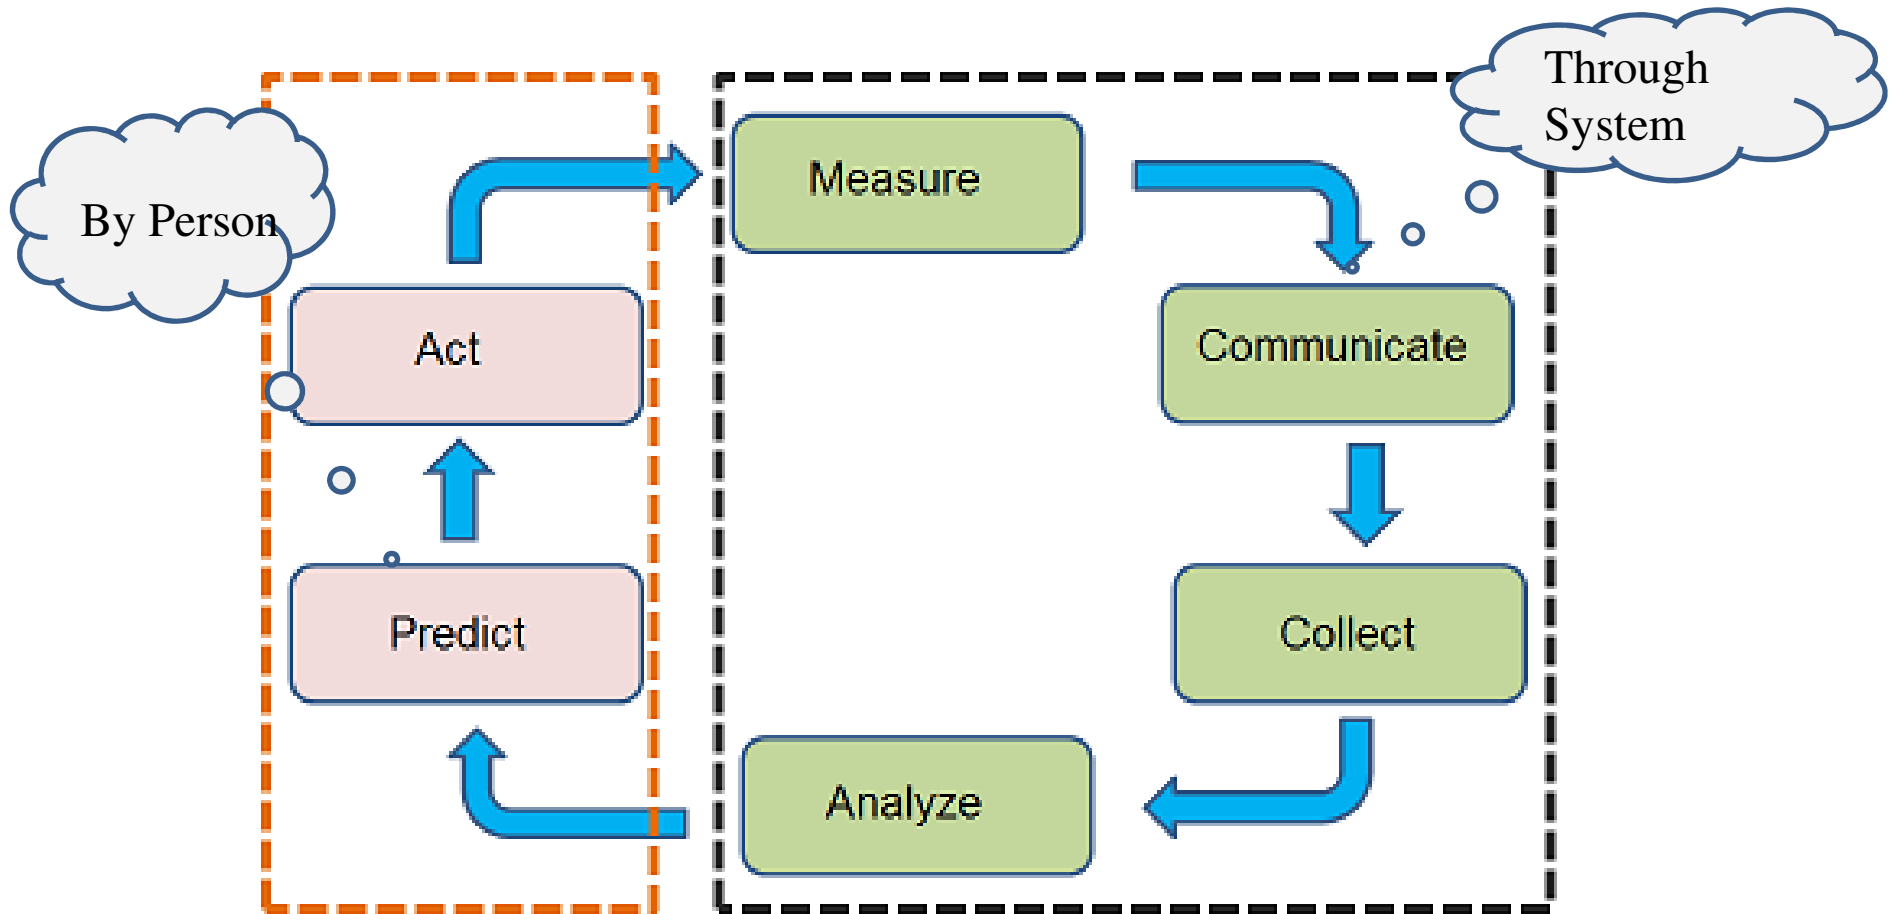 Through
System
By Person
Measure
Act
Communicate
Predict
Collect
Analyze